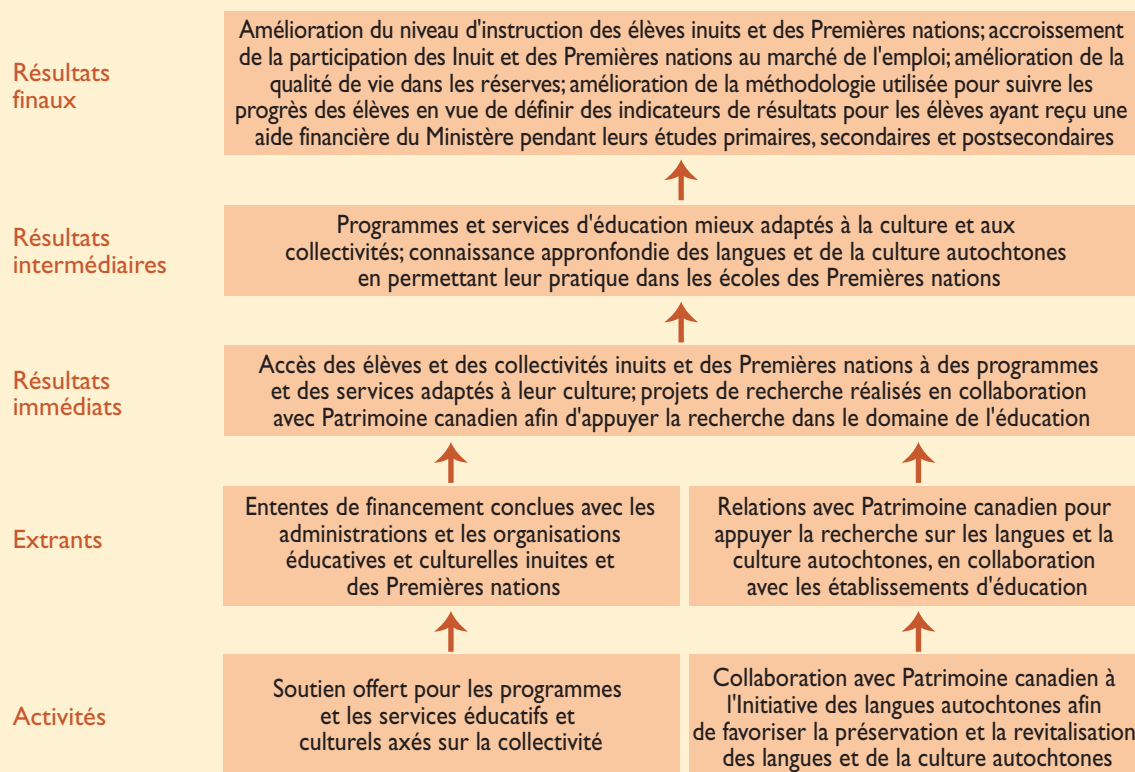 Résultats
finaux
Amélioration du niveau d'instruction des élèves inuits et des Premières nations; accroissement
de la participation des Inuit et des Premières nations au marché de l'emploi; amélioration de la
qualité de vie dans les réserves; amélioration de la méthodologie utilisée pour suivre les
progrès des élèves en vue de définir des indicateurs de résultats pour les élèves ayant reçu une
aide financière du Ministère pendant leurs études primaires, secondaires et postsecondaires
Résultats
intermédiaires
Programmes et services d'éducation mieux adaptés à la culture et aux
collectivités; connaissance appronfondie des langues et de la culture autochtones
en permettant leur pratique dans les écoles des Premières nations
Résultats
immédiats
Accès des élèves et des collectivités inuits et des Premières nations à des programmes
et des services adaptés à leur culture; projets de recherche réalisés en collaboration
avec Patrimoine canadien afin d'appuyer la recherche dans le domaine de l'éducation
Extrants
Ententes de financement conclues avec les
administrations et les organisations
éducatives et culturelles inuites et
des Premières nations
Relations avec Patrimoine canadien pour
appuyer la recherche sur les langues et la
culture autochtones, en collaboration
avec les établissements d'éducation
Activités
Soutien offert pour les programmes
et les services éducatifs et
culturels axés sur la collectivité
Collaboration avec Patrimoine canadien à
l'Initiative des langues autochtones afin
de favoriser la préservation et la revitalisation
des langues et de la culture autochtones